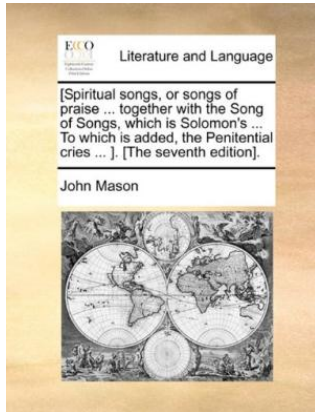 ECCO
Literature and Language
[Spiritual songs, or songs of
praise ... together with the Song
of Songs, which is Solomon's ...
To which is added, the Penitential
cries ... ]. [The seventh edition].
John Mason